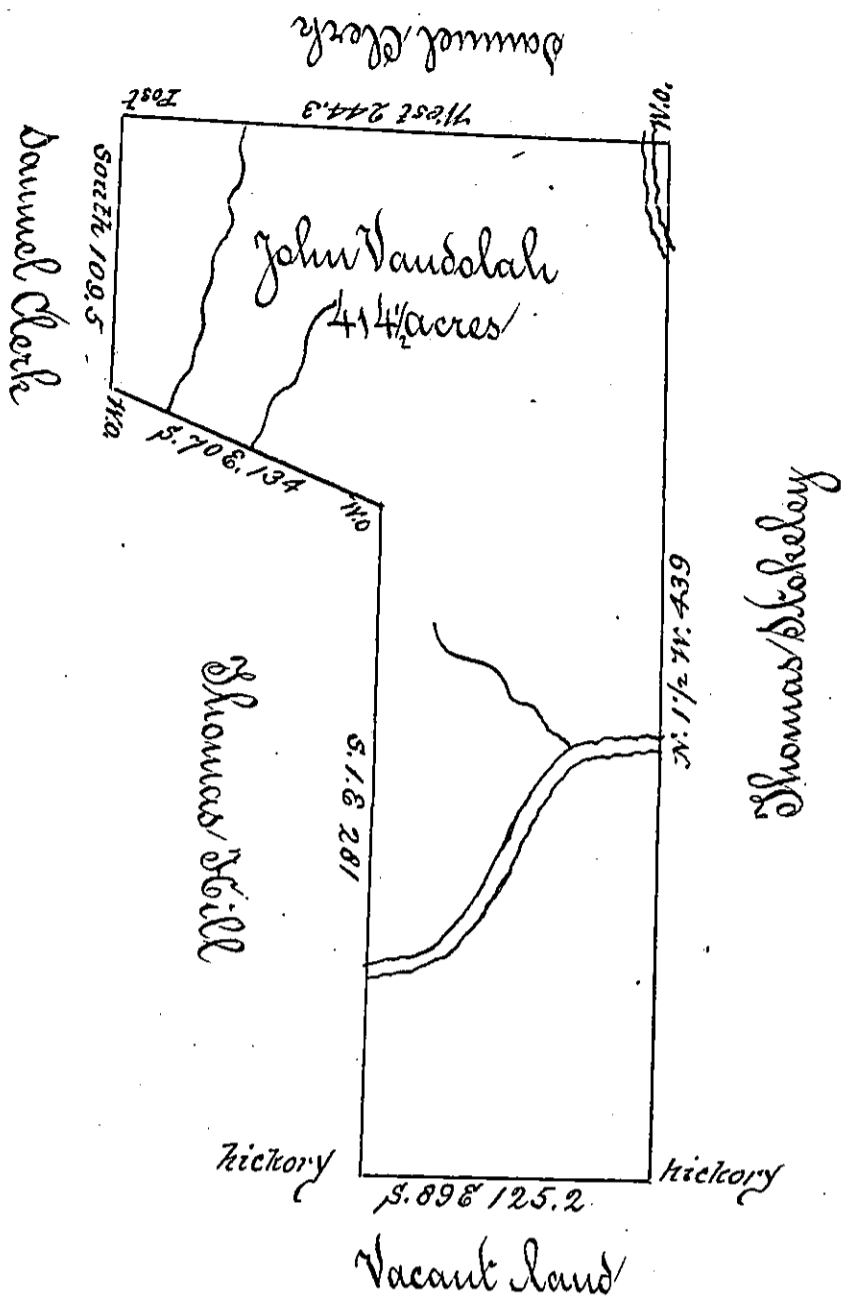 Samuel Clerk
Post
West 244.3
W.O.
Samuel Clerk
South 109.5
John Vandolah
414½ acres
W.O.
S. 70 E. 134
W.O
Thomas Stokeley
N. 1½ W. 439
Thomas Hill
S. 1. E 281
hickory
hickory
S. 89 E 125.2
Vacant land